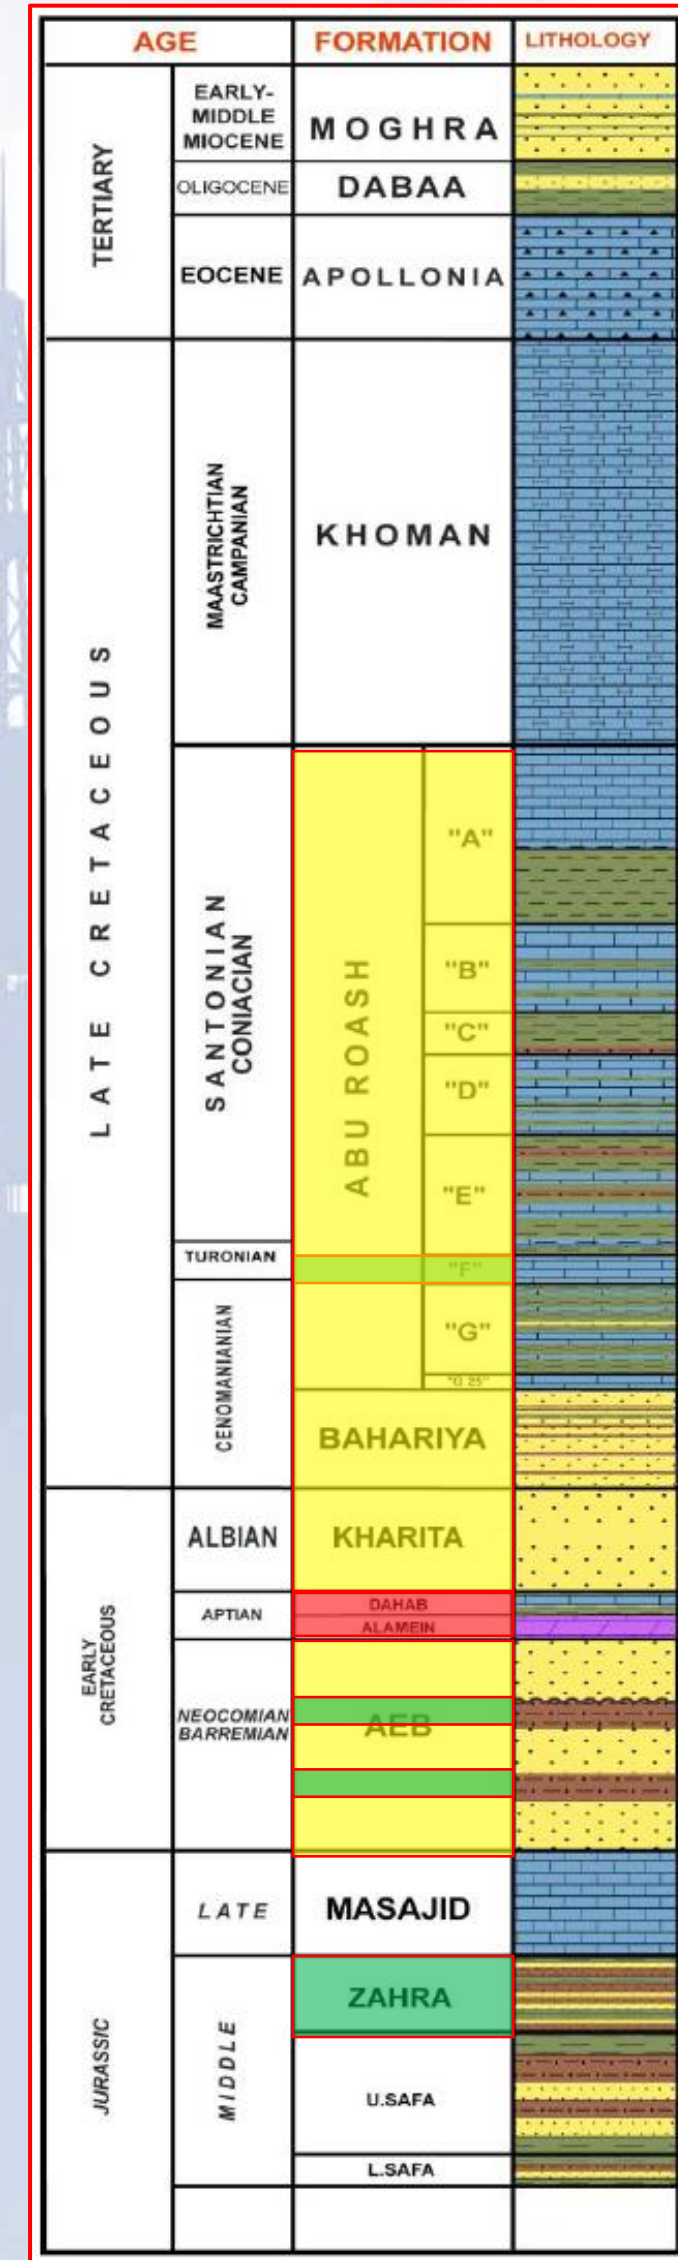 AGE FORMATION LITHOLOGY
TERTIARY
EARLY-
MIDDLE
MIOCENE
MOGHRA
OLIGOCENE
DABAA
EOCENE
APOLLONIA
LATE CRETACEOUS
MAASTRICHTIAN
CAMPANIAN
KHOMAN
SANTONIAN
CONIACIAN
ABU ROASH
"A"
"B"
"C"
"D"
"E"
TURONIAN
"F"
CENOMANIANIAN
"G"
"G 25"
BAHARIYA
EARLY
CRETACEOUS
ALBIAN
KHARITA
APTIAN
DAHAB
ALAMEIN
NEOCOMIAN
BARREMIAN
AEB
JURASSIC
LATE
MASAJID
MIDDLE
ZAHRA
U.SAFA
L.SAFA